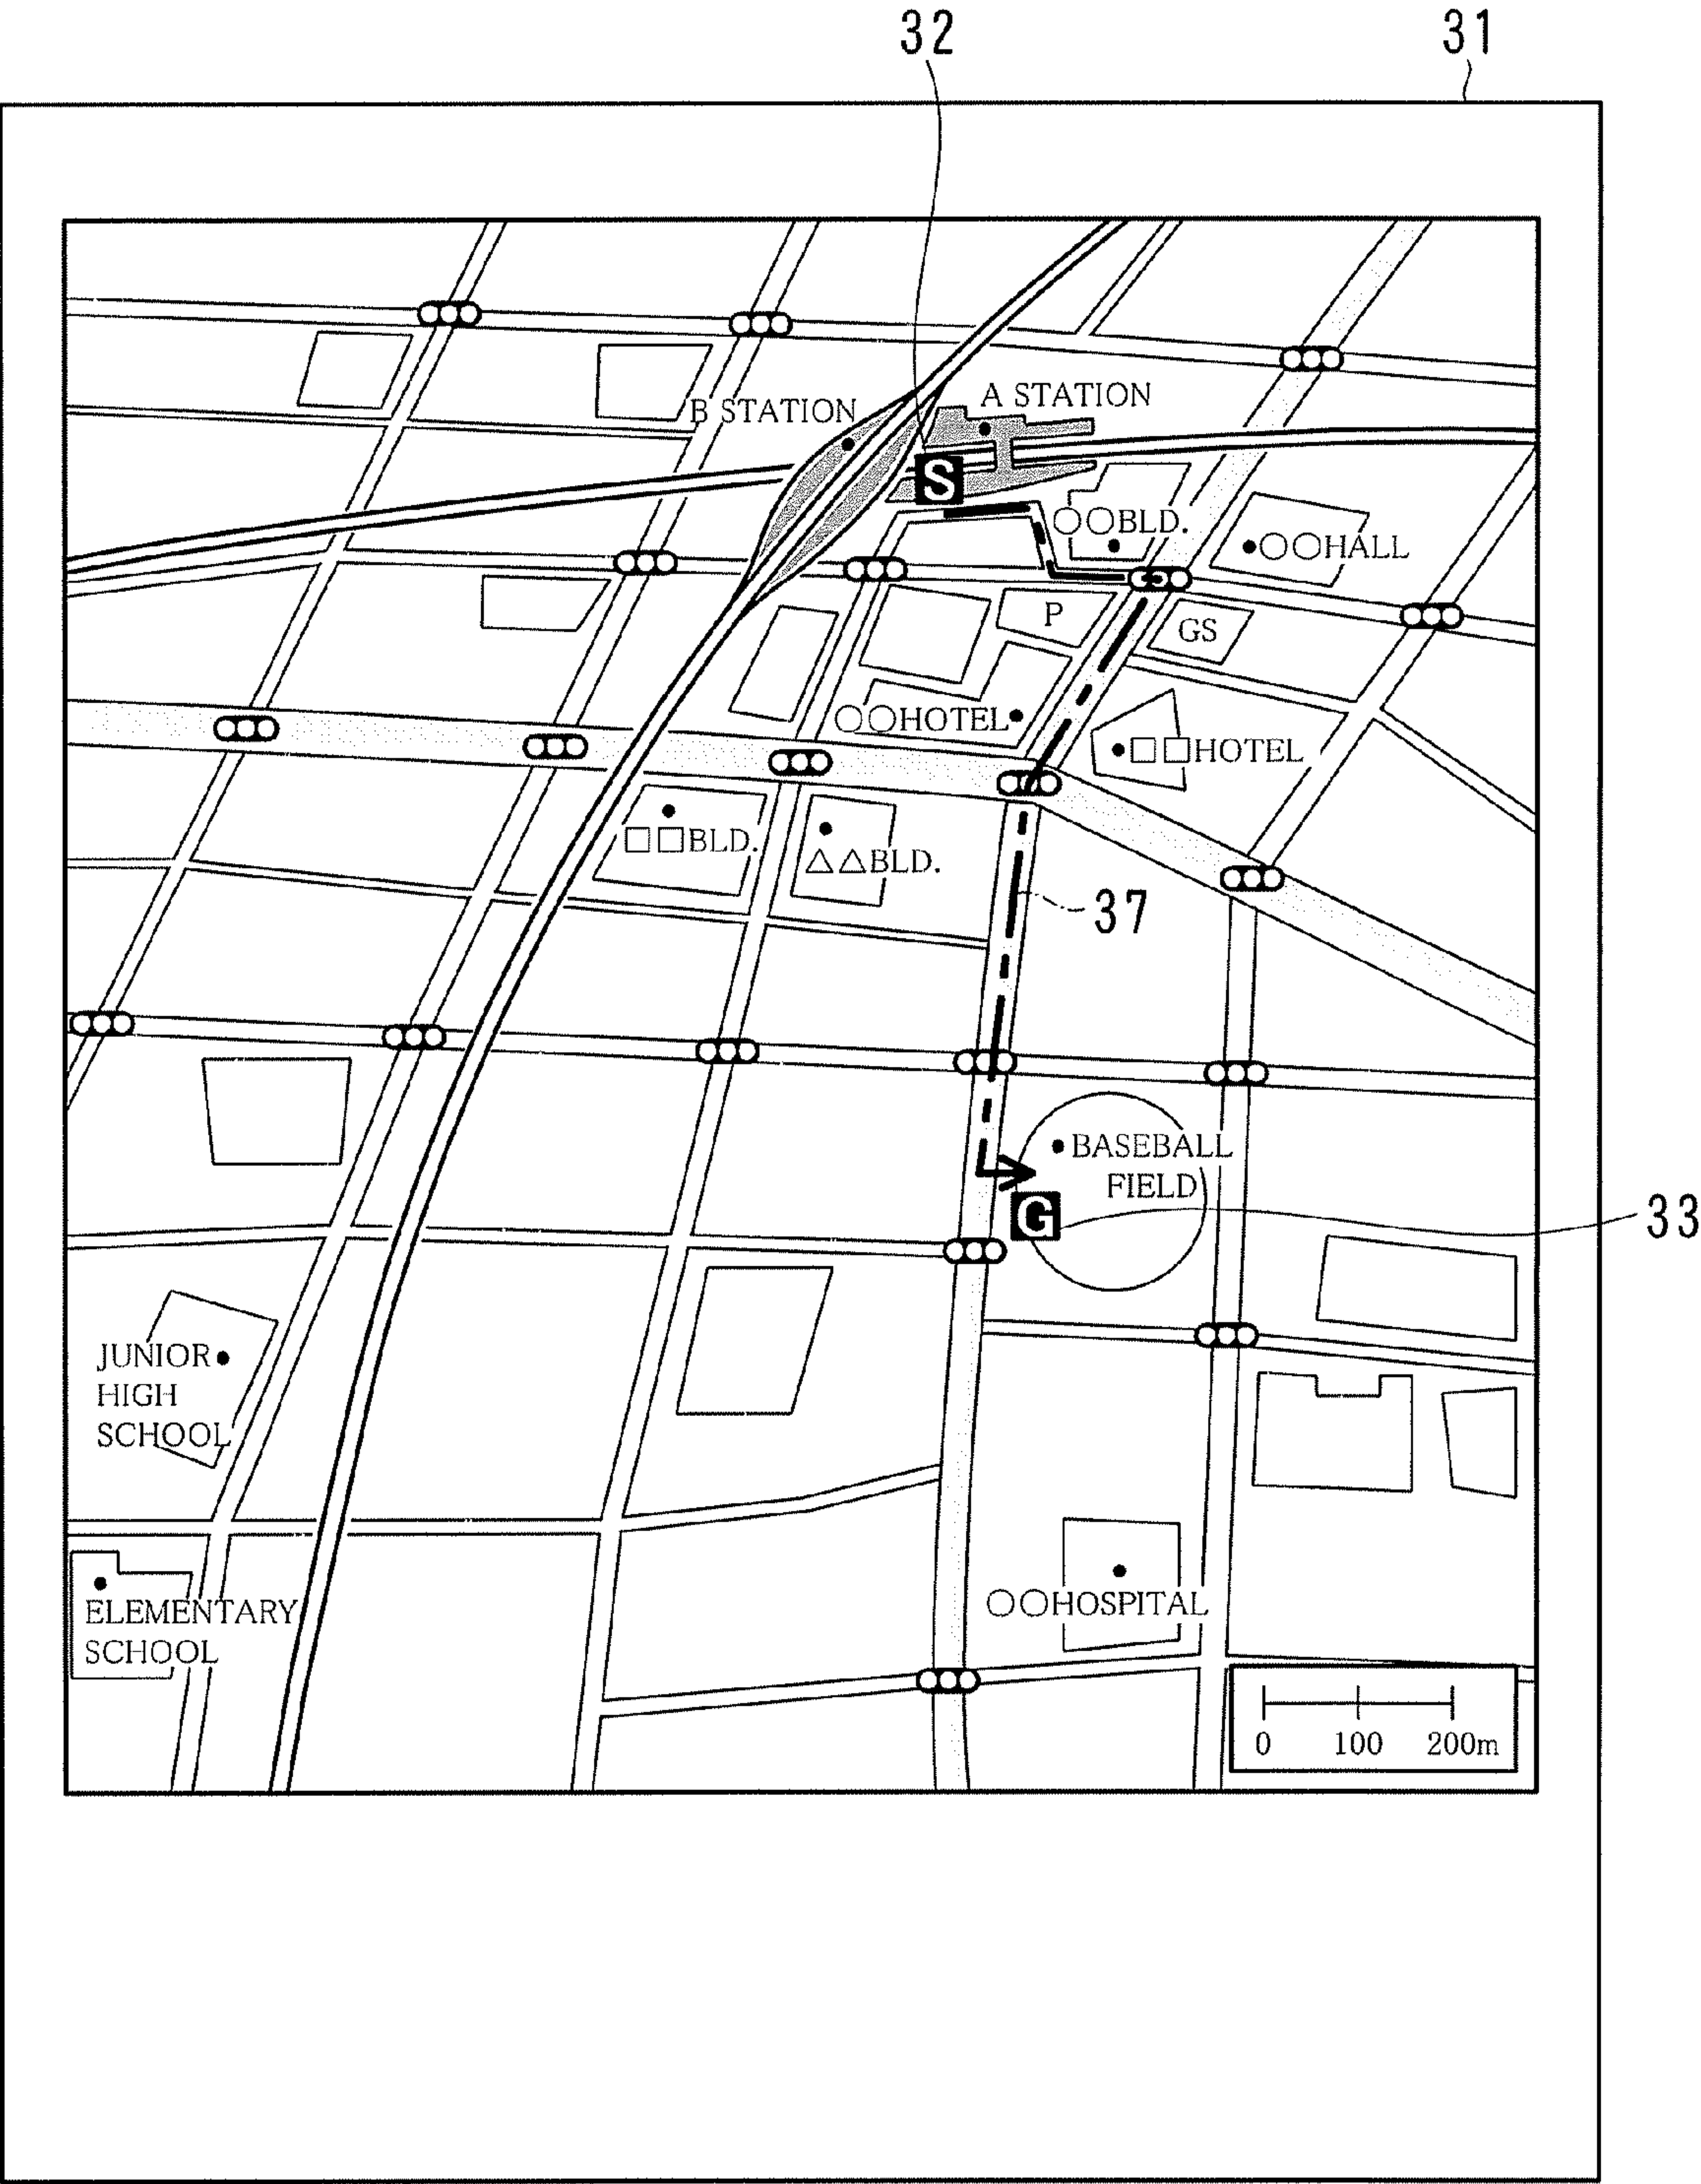 32
31
B STATION
A STATION
S
○○BLD.
○○HALL
P
GS
○○HOTEL
□□HOTEL
□□BLD.
△△BLD.
37
BASEBALL
FIELD
G
33
JUNIOR
HIGH
SCHOOL
ELEMENTARY
SCHOOL
○○HOSPITAL
0 100 200m